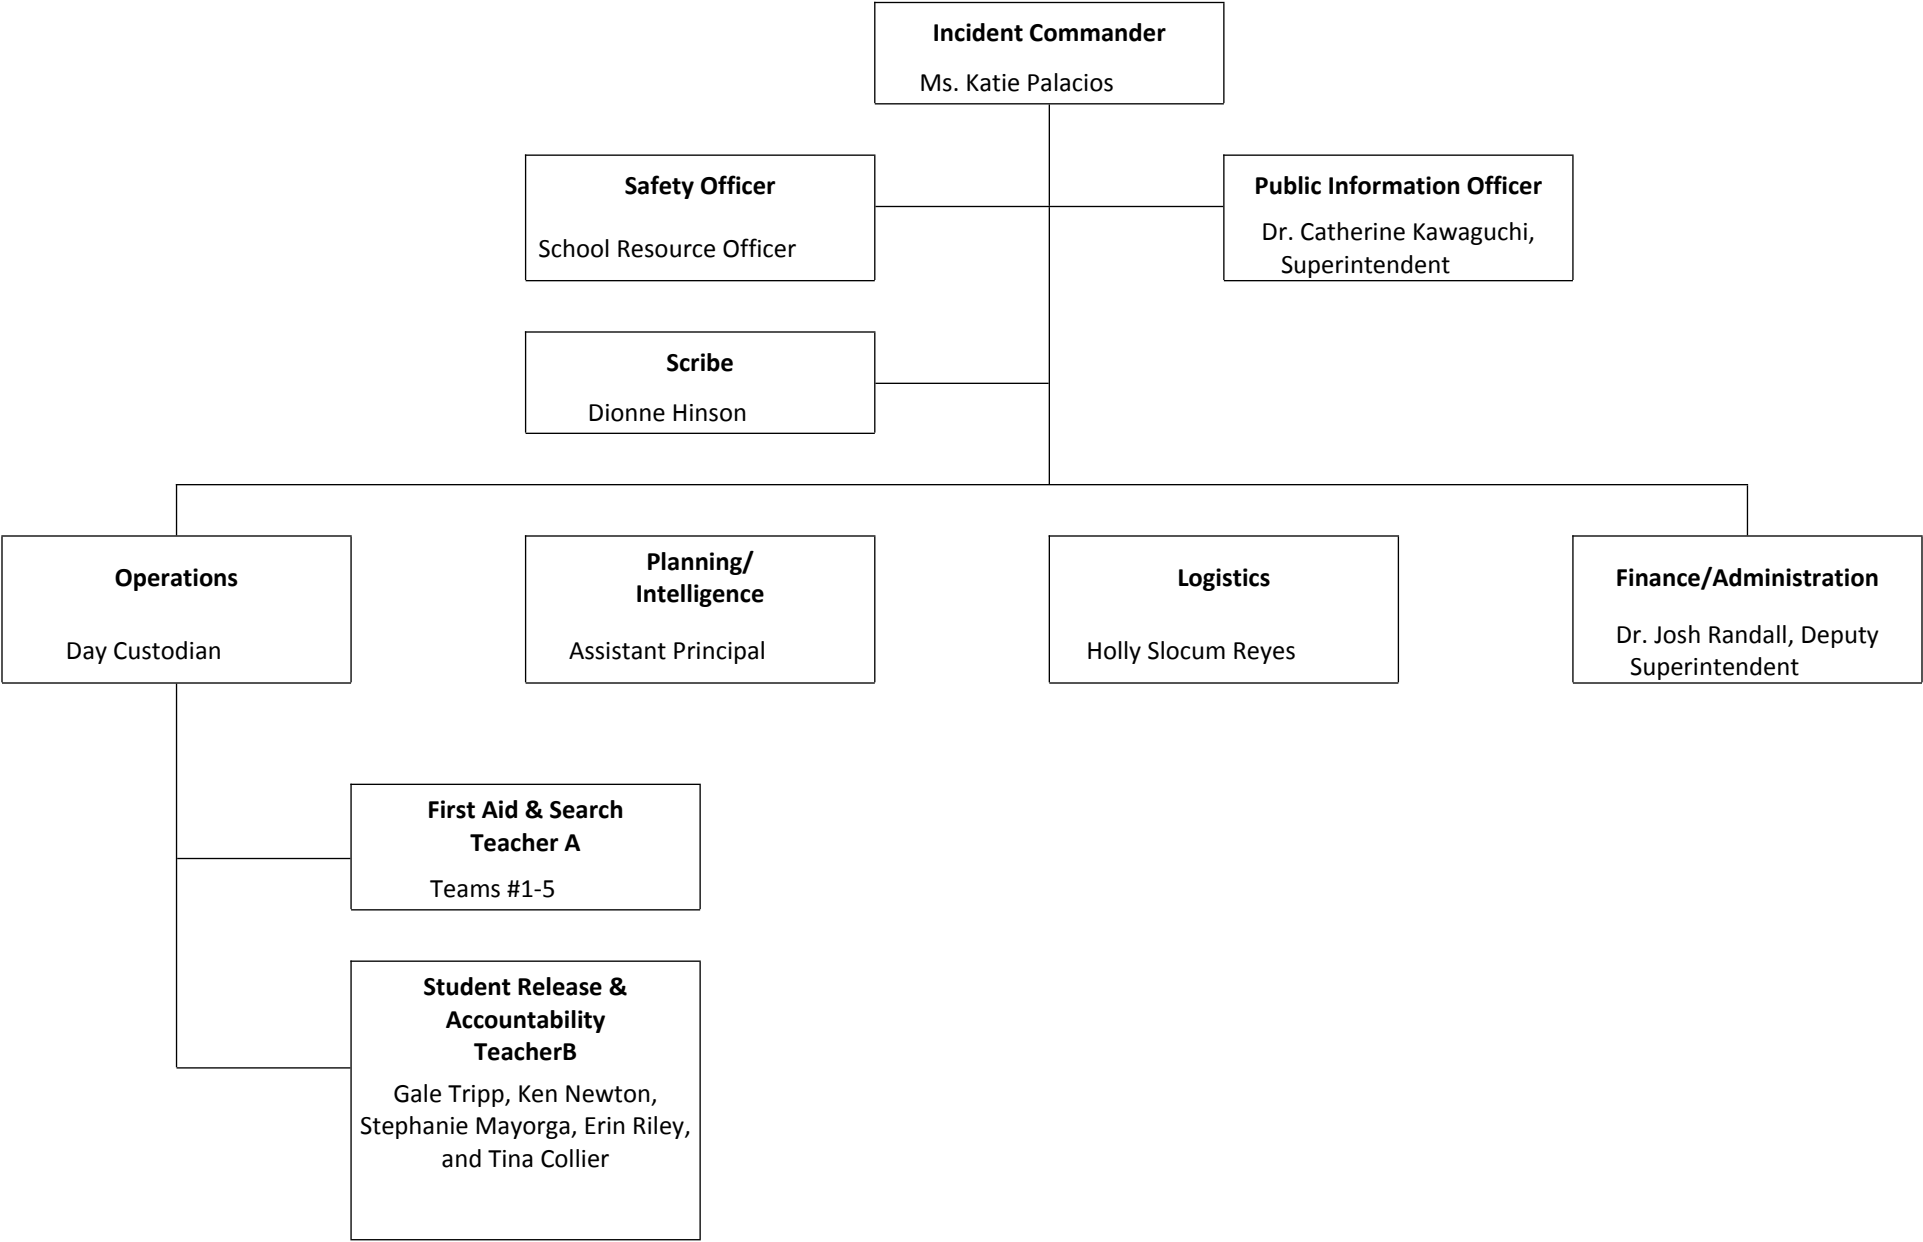 Incident Commander
Ms. Katie Palacios
Safety Officer
School Resource Officer
Public Information Officer
Dr. Catherine Kawaguchi,
Superintendent
Scribe
Dionne Hinson
Operations
Day Custodian
Planning/
Intelligence
Assistant Principal
Logistics
Holly Slocum Reyes
Finance/Administration
Dr. Josh Randall, Deputy
Superintendent
First Aid & Search
Teacher A
Teams #1-5
Student Release &
Accountability
TeacherB
Gale Tripp, Ken Newton,
Stephanie Mayorga, Erin Riley,
and Tina Collier